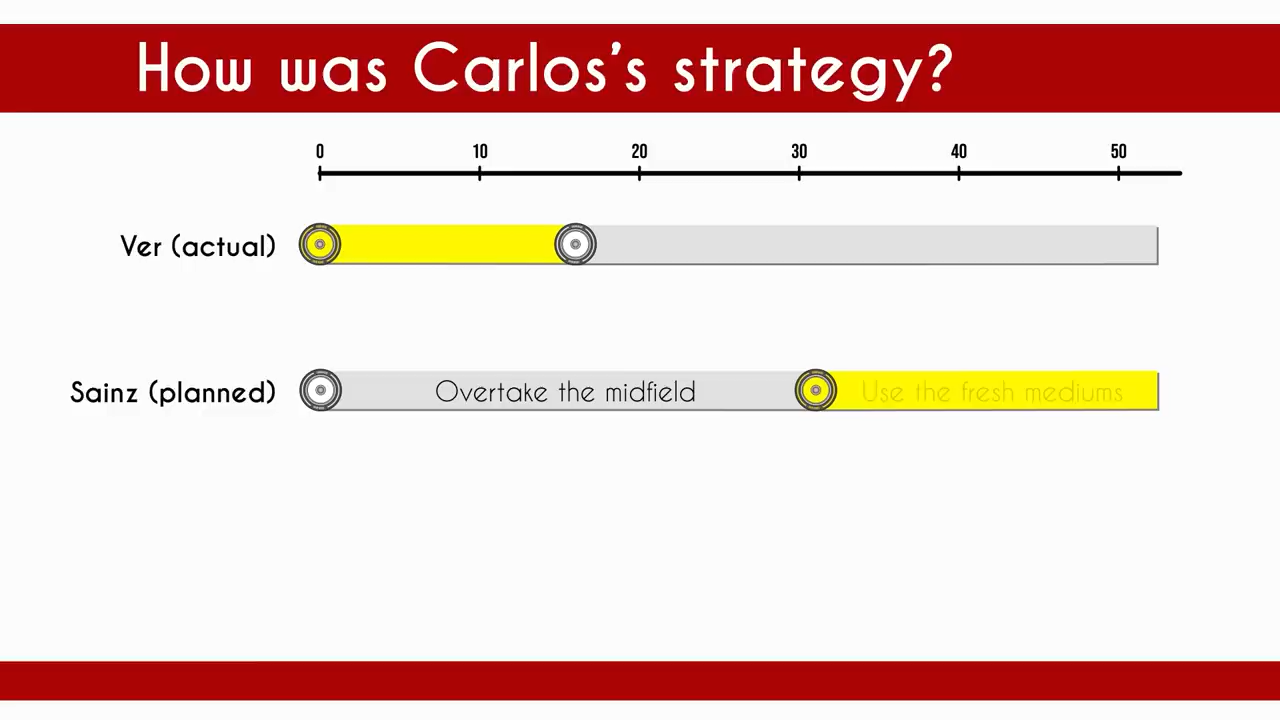 How was Carlos's strategy?
0 10 20 30 40 50
Ver (actual)
Sainz (planned) Overtake the midfield Use the fresh mediums